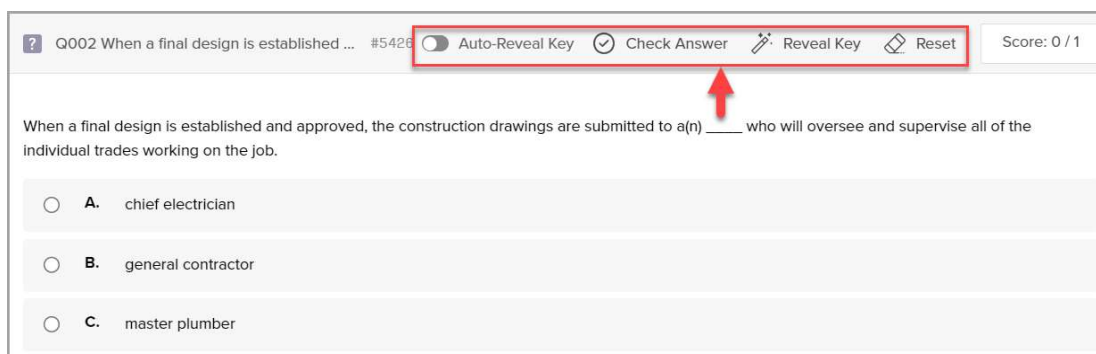 ? Q002 When a final design is established ... #5426 Auto-Reveal Key Check Answer Reveal Key Reset Score: 0 / 1
When a final design is established and approved, the construction drawings are submitted to a(n) ____ who will oversee and supervise all of the
individual trades working on the job.
A. chief electrician
B. general contractor
C. master plumber